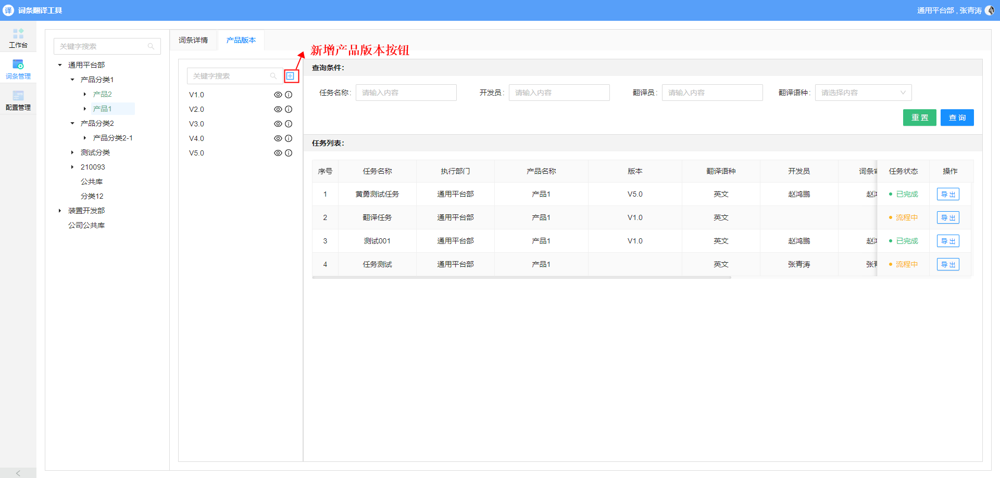 译 词条翻译工具
通用平台部 , 张青涛
工作台
词条管理
配置管理
关键字搜索
通用平台部
产品分类1
产品2
产品1
产品分类2
产品分类2-1
测试分类
210093
公共库
分类12
装置开发部
公司公共库
词条详情 产品版本
新增产品版本按钮
关键字搜索
V1.0
V2.0
V3.0
V4.0
V5.0
查询条件：
任务名称： 请输入内容 开发员： 请输入内容 翻译员： 请输入内容 翻译语种： 请选择内容
重 置 查 询
任务列表：
序号 任务名称 执行部门 产品名称 版本 翻译语种 开发员 词条 任务状态 操作
1 黄勇测试任务 通用平台部 产品1 V5.0 英文 赵鸿鹏 赵 已完成 导 出
2 翻译任务 通用平台部 产品1 V1.0 英文 流程中 导 出
3 测试001 通用平台部 产品1 V1.0 英文 赵鸿鹏 赵 已完成 导 出
4 任务测试 通用平台部 产品1 英文 张青涛 张 流程中 导 出